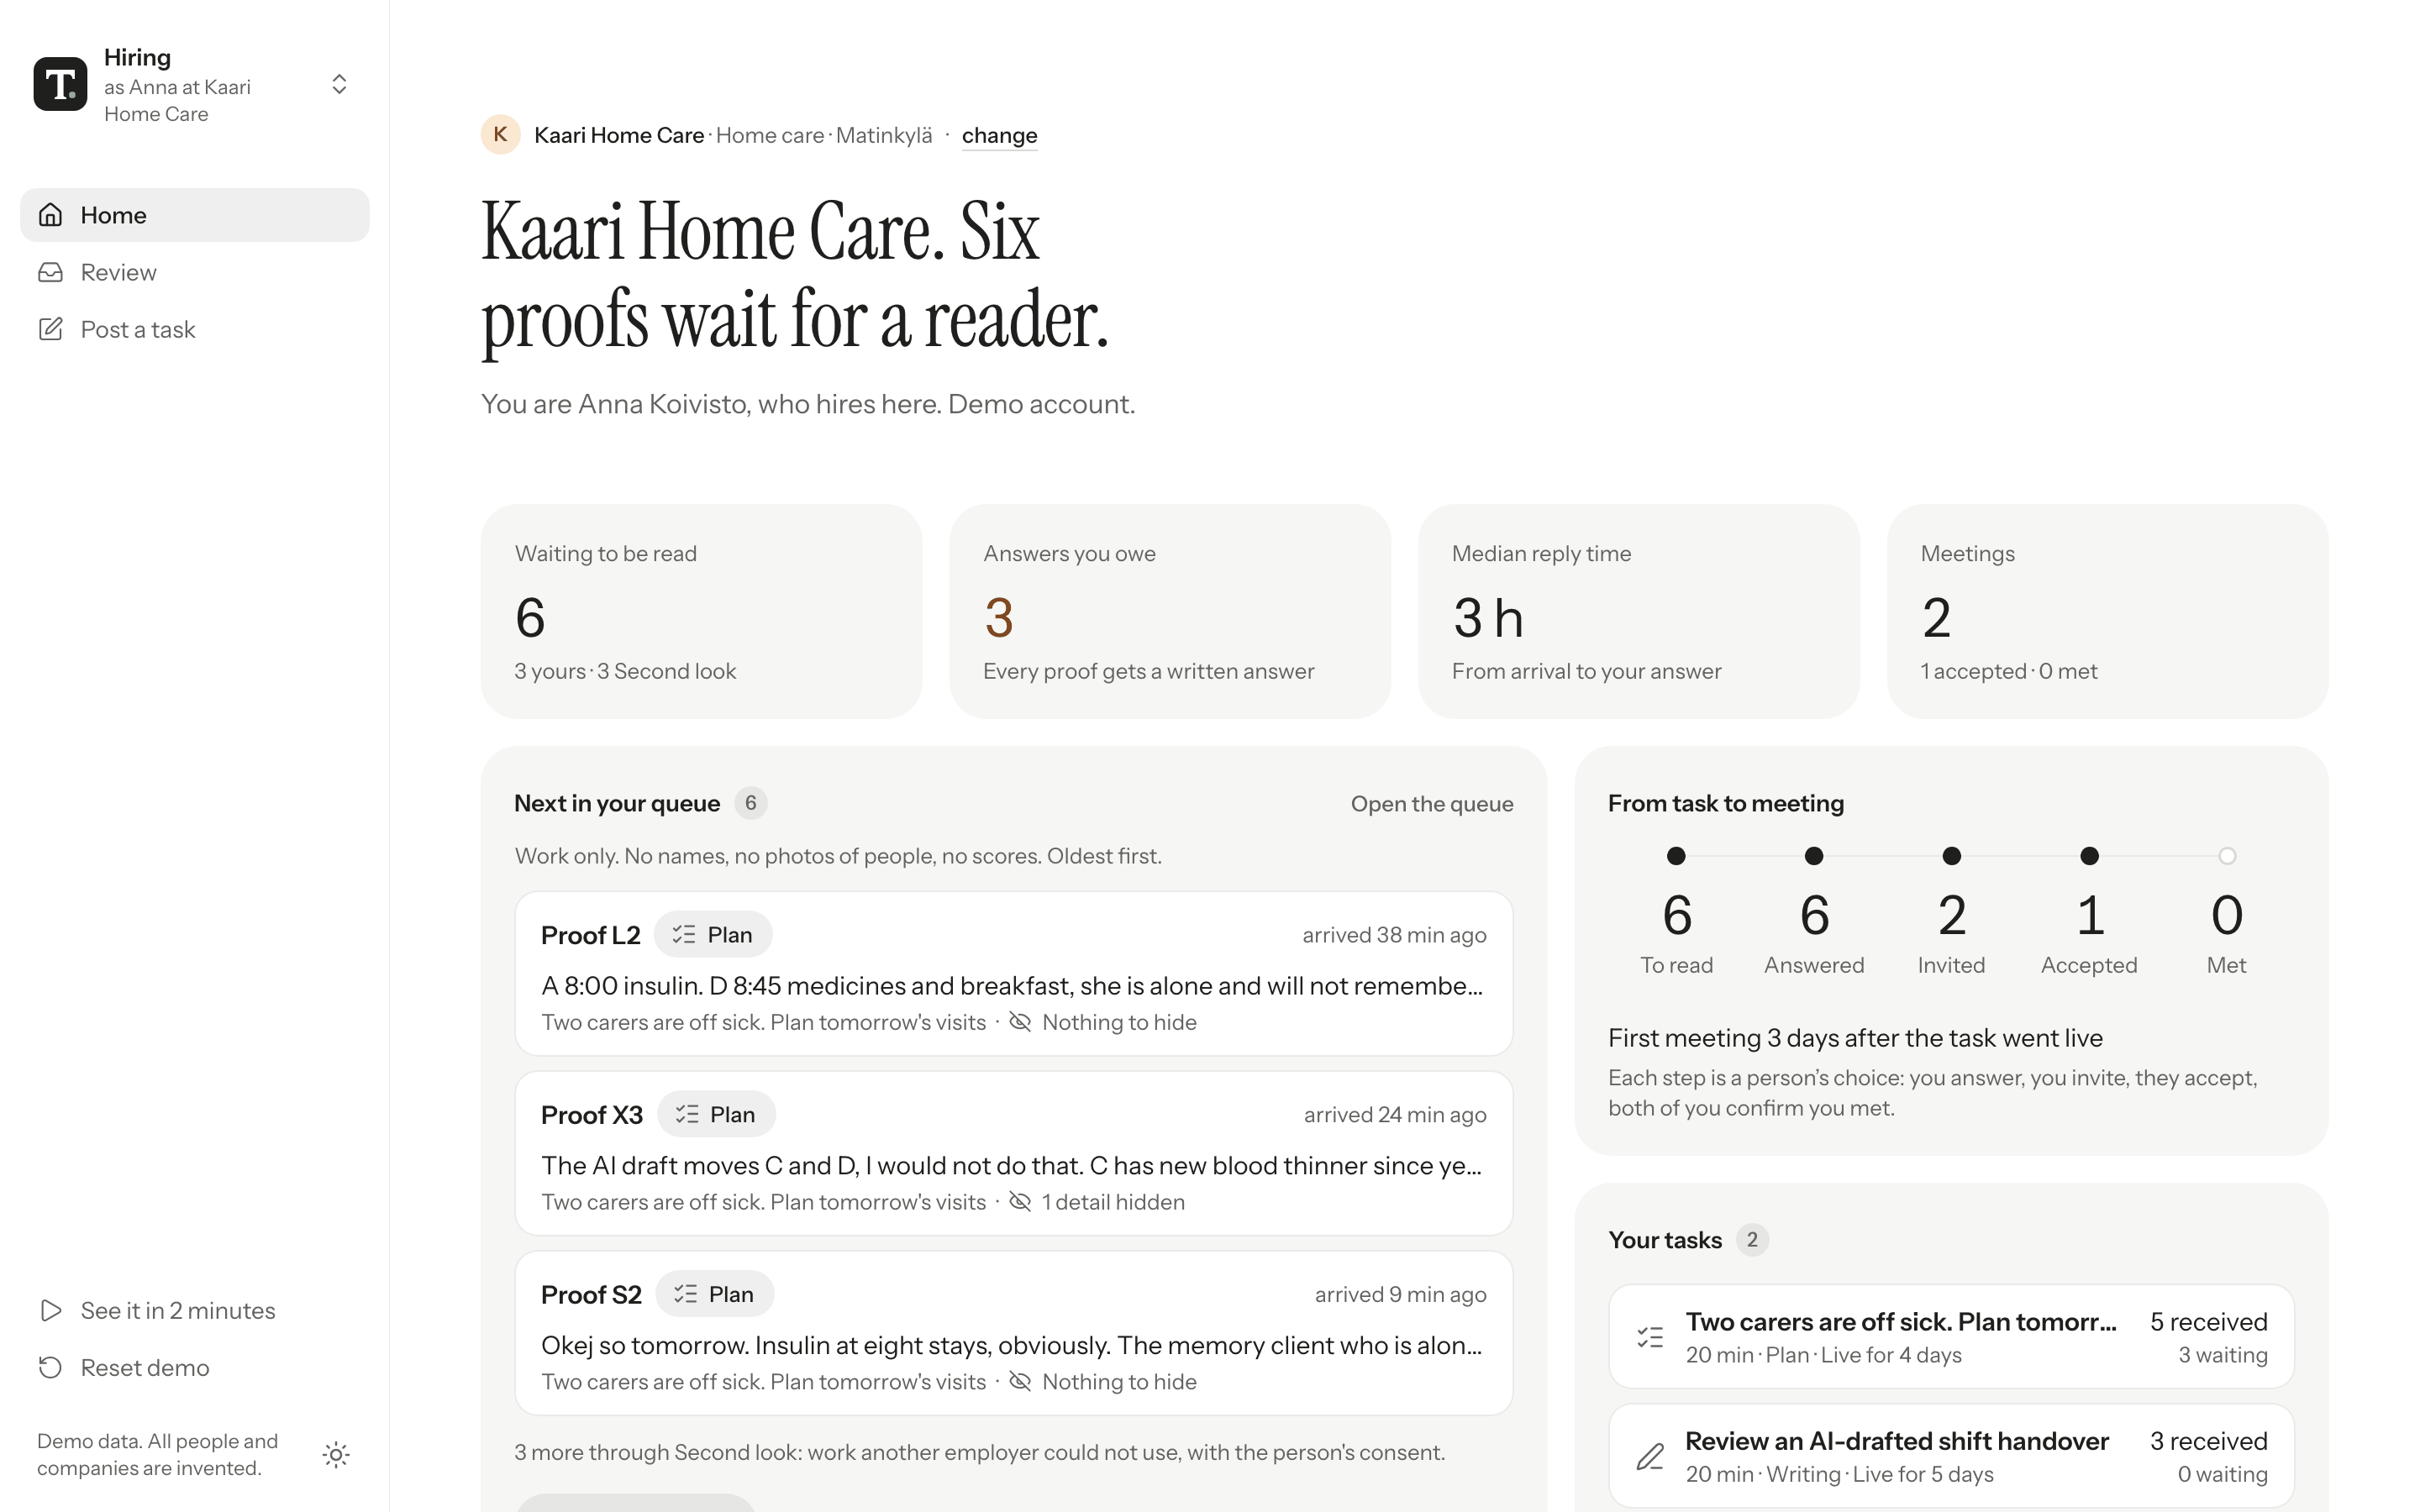 T.
Hiring
as Anna at Kaari
Home Care
Home
Review
Post a task
See it in 2 minutes
Reset demo
Demo data. All people and
companies are invented.
K
Kaari Home Care · Home care · Matinkylä · change
Kaari Home Care. Six
proofs wait for a reader.
You are Anna Koivisto, who hires here. Demo account.
Waiting to be read
6
3 yours · 3 Second look
Answers you owe
3
Every proof gets a written answer
Median reply time
3 h
From arrival to your answer
Meetings
2
1 accepted · 0 met
Next in your queue 6
Open the queue
Work only. No names, no photos of people, no scores. Oldest first.
Proof L2 Plan arrived 38 min ago
A 8:00 insulin. D 8:45 medicines and breakfast, she is alone and will not remembe...
Two carers are off sick. Plan tomorrow's visits · Nothing to hide
Proof X3 Plan arrived 24 min ago
The AI draft moves C and D, I would not do that. C has new blood thinner since ye...
Two carers are off sick. Plan tomorrow's visits · 1 detail hidden
Proof S2 Plan arrived 9 min ago
Okej so tomorrow. Insulin at eight stays, obviously. The memory client who is alon...
Two carers are off sick. Plan tomorrow's visits · Nothing to hide
3 more through Second look: work another employer could not use, with the person's consent.
From task to meeting
6 6 2 1 0
To read Answered Invited Accepted Met
First meeting 3 days after the task went live
Each step is a person’s choice: you answer, you invite, they accept,
both of you confirm you met.
Your tasks 2
Two carers are off sick. Plan tomorr... 5 received
20 min · Plan · Live for 4 days 3 waiting
Review an AI-drafted shift handover 3 received
20 min · Writing · Live for 5 days 0 waiting